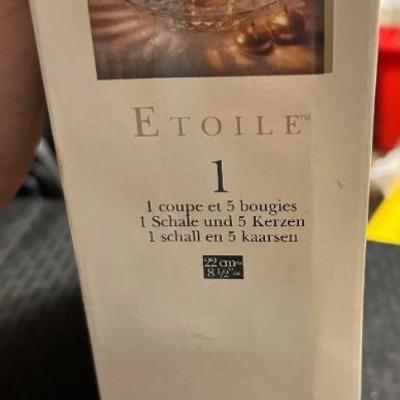 ETOILE™
1
1 coupe et 5 bougies
1 Schale und 5 Kerzen
1 schall en 5 kaarsen
22 cm
8 1/2"